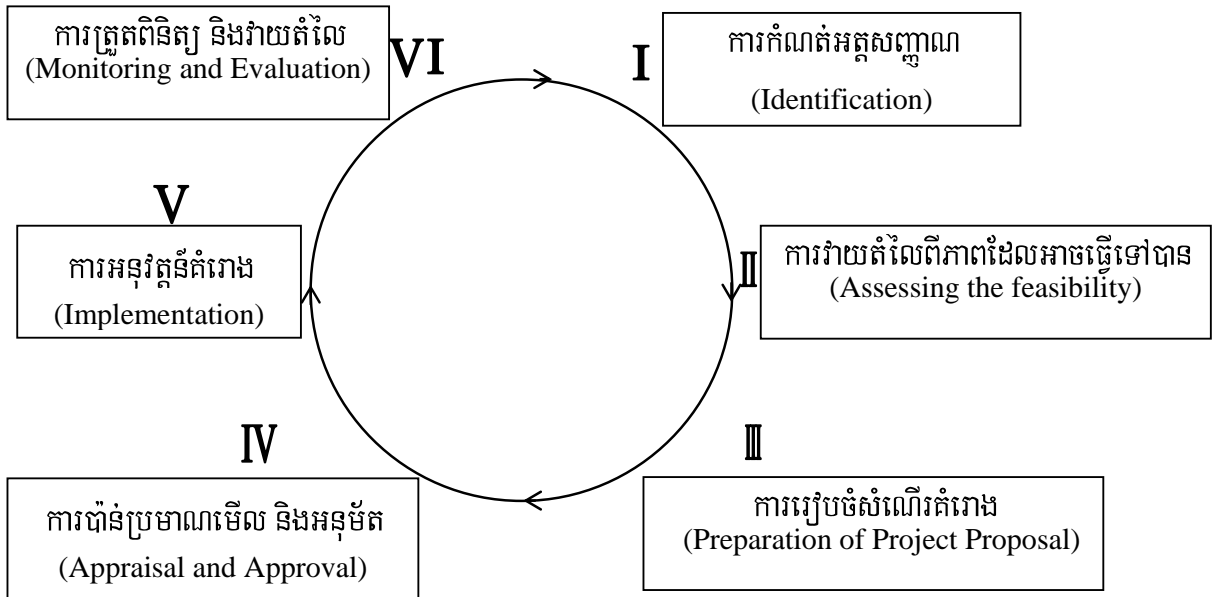 I
ការកំណត់អត្តសញ្ញាណ
(Identification)
II
ការវាយតំលៃពីភាពដែលអាចធ្វើទៅបាន
(Assessing the feasibility)
III
ការរៀបចំសំណើរគំរោង
(Preparation of Project Proposal)
IV
ការប៉ាន់ប្រមាណមើល និងអនុម័ត
(Appraisal and Approval)
V
ការអនុវត្តន៍គំរោង
(Implementation)
VI
ការត្រួតពិនិត្យ និងវាយតំលៃ
(Monitoring and Evaluation)